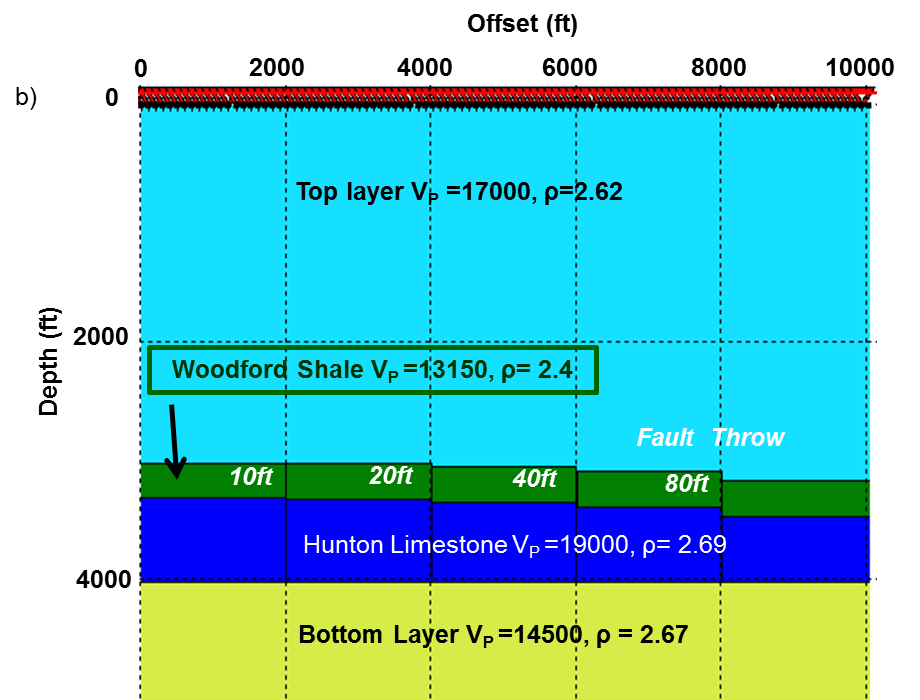 Offset (ft)
0 2000 4000 6000 8000 10000
b)
0
Top layer VP =17000, ρ=2.62
Depth (ft)
2000
Woodford Shale VP =13150, ρ= 2.4
Fault Throw
10ft 20ft 40ft 80ft
Hunton Limestone VP =19000, ρ= 2.69
4000
Bottom Layer VP =14500, ρ = 2.67